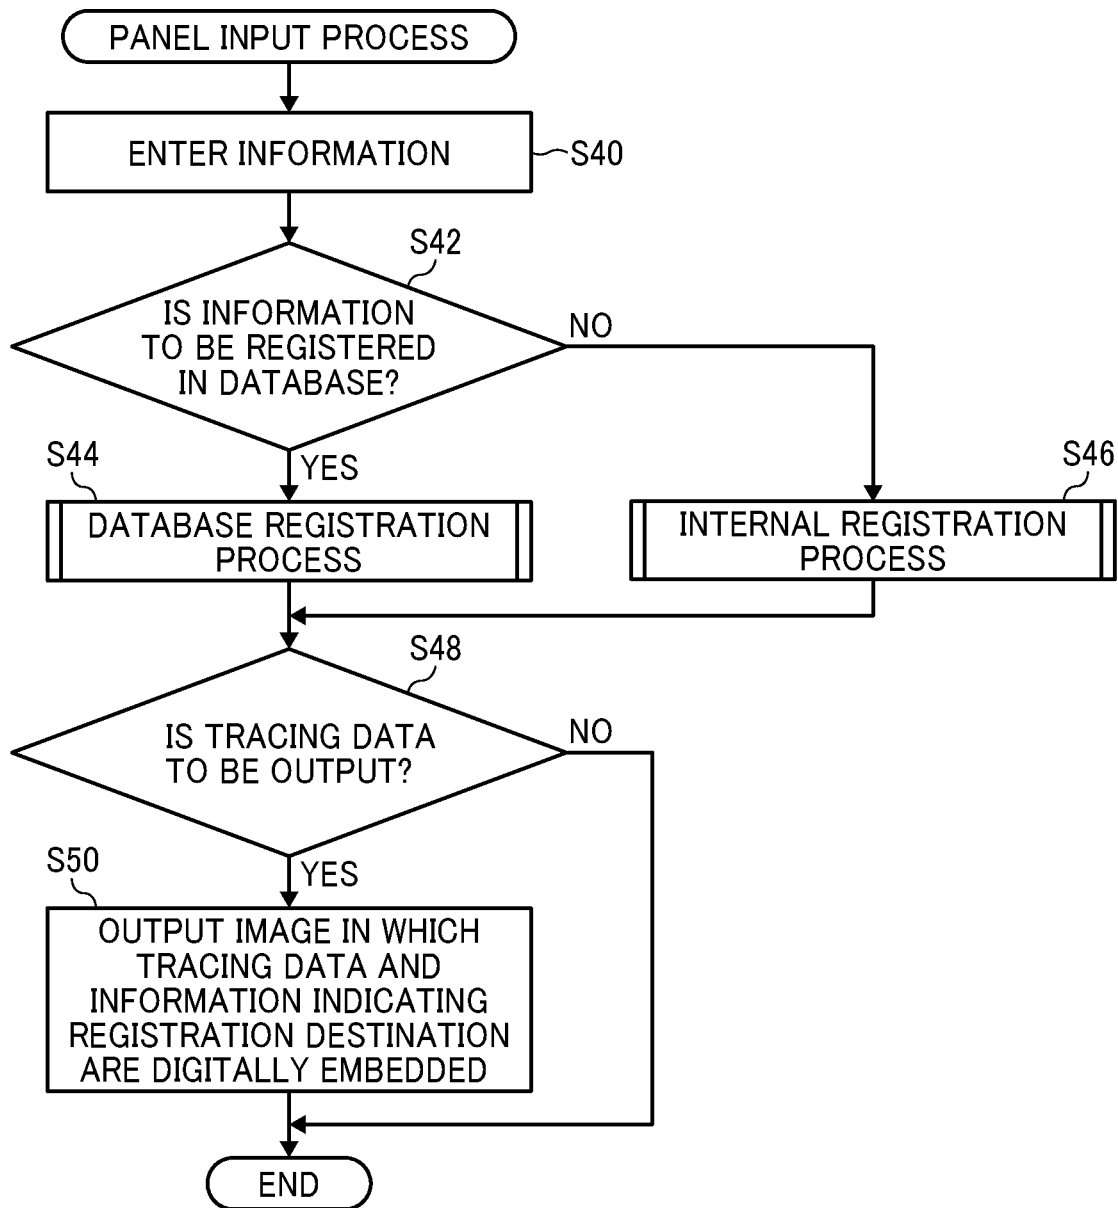 PANEL INPUT PROCESS
ENTER INFORMATION
S40
S42
IS INFORMATION
TO BE REGISTERED
IN DATABASE?
NO
YES
S44
DATABASE REGISTRATION
PROCESS
S46
INTERNAL REGISTRATION
PROCESS
S48
IS TRACING DATA
TO BE OUTPUT?
NO
YES
S50
OUTPUT IMAGE IN WHICH
TRACING DATA AND
INFORMATION INDICATING
REGISTRATION DESTINATION
ARE DIGITALLY EMBEDDED
END